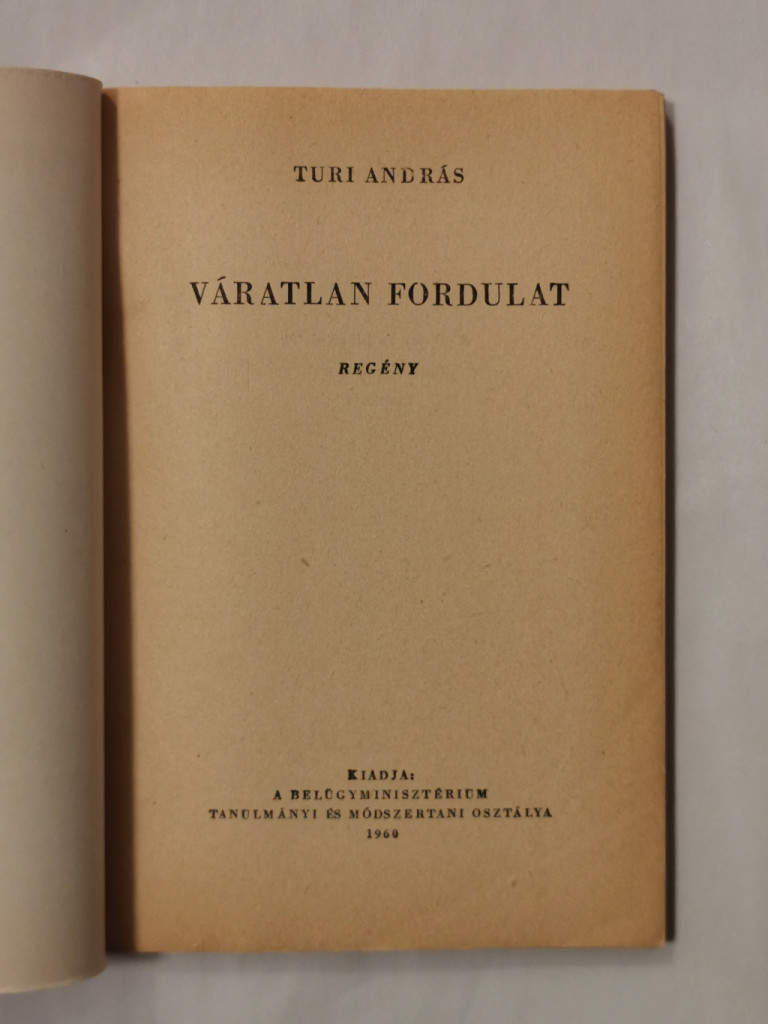 TURI ANDRÁS
VÁRATLAN FORDULAT
REGÉNY
KIADJA:
A BELÜGYMINISZTÉRIUM
TANULMÁNYI ÉS MÓDSZERTANI OSZTÁLYA
1960